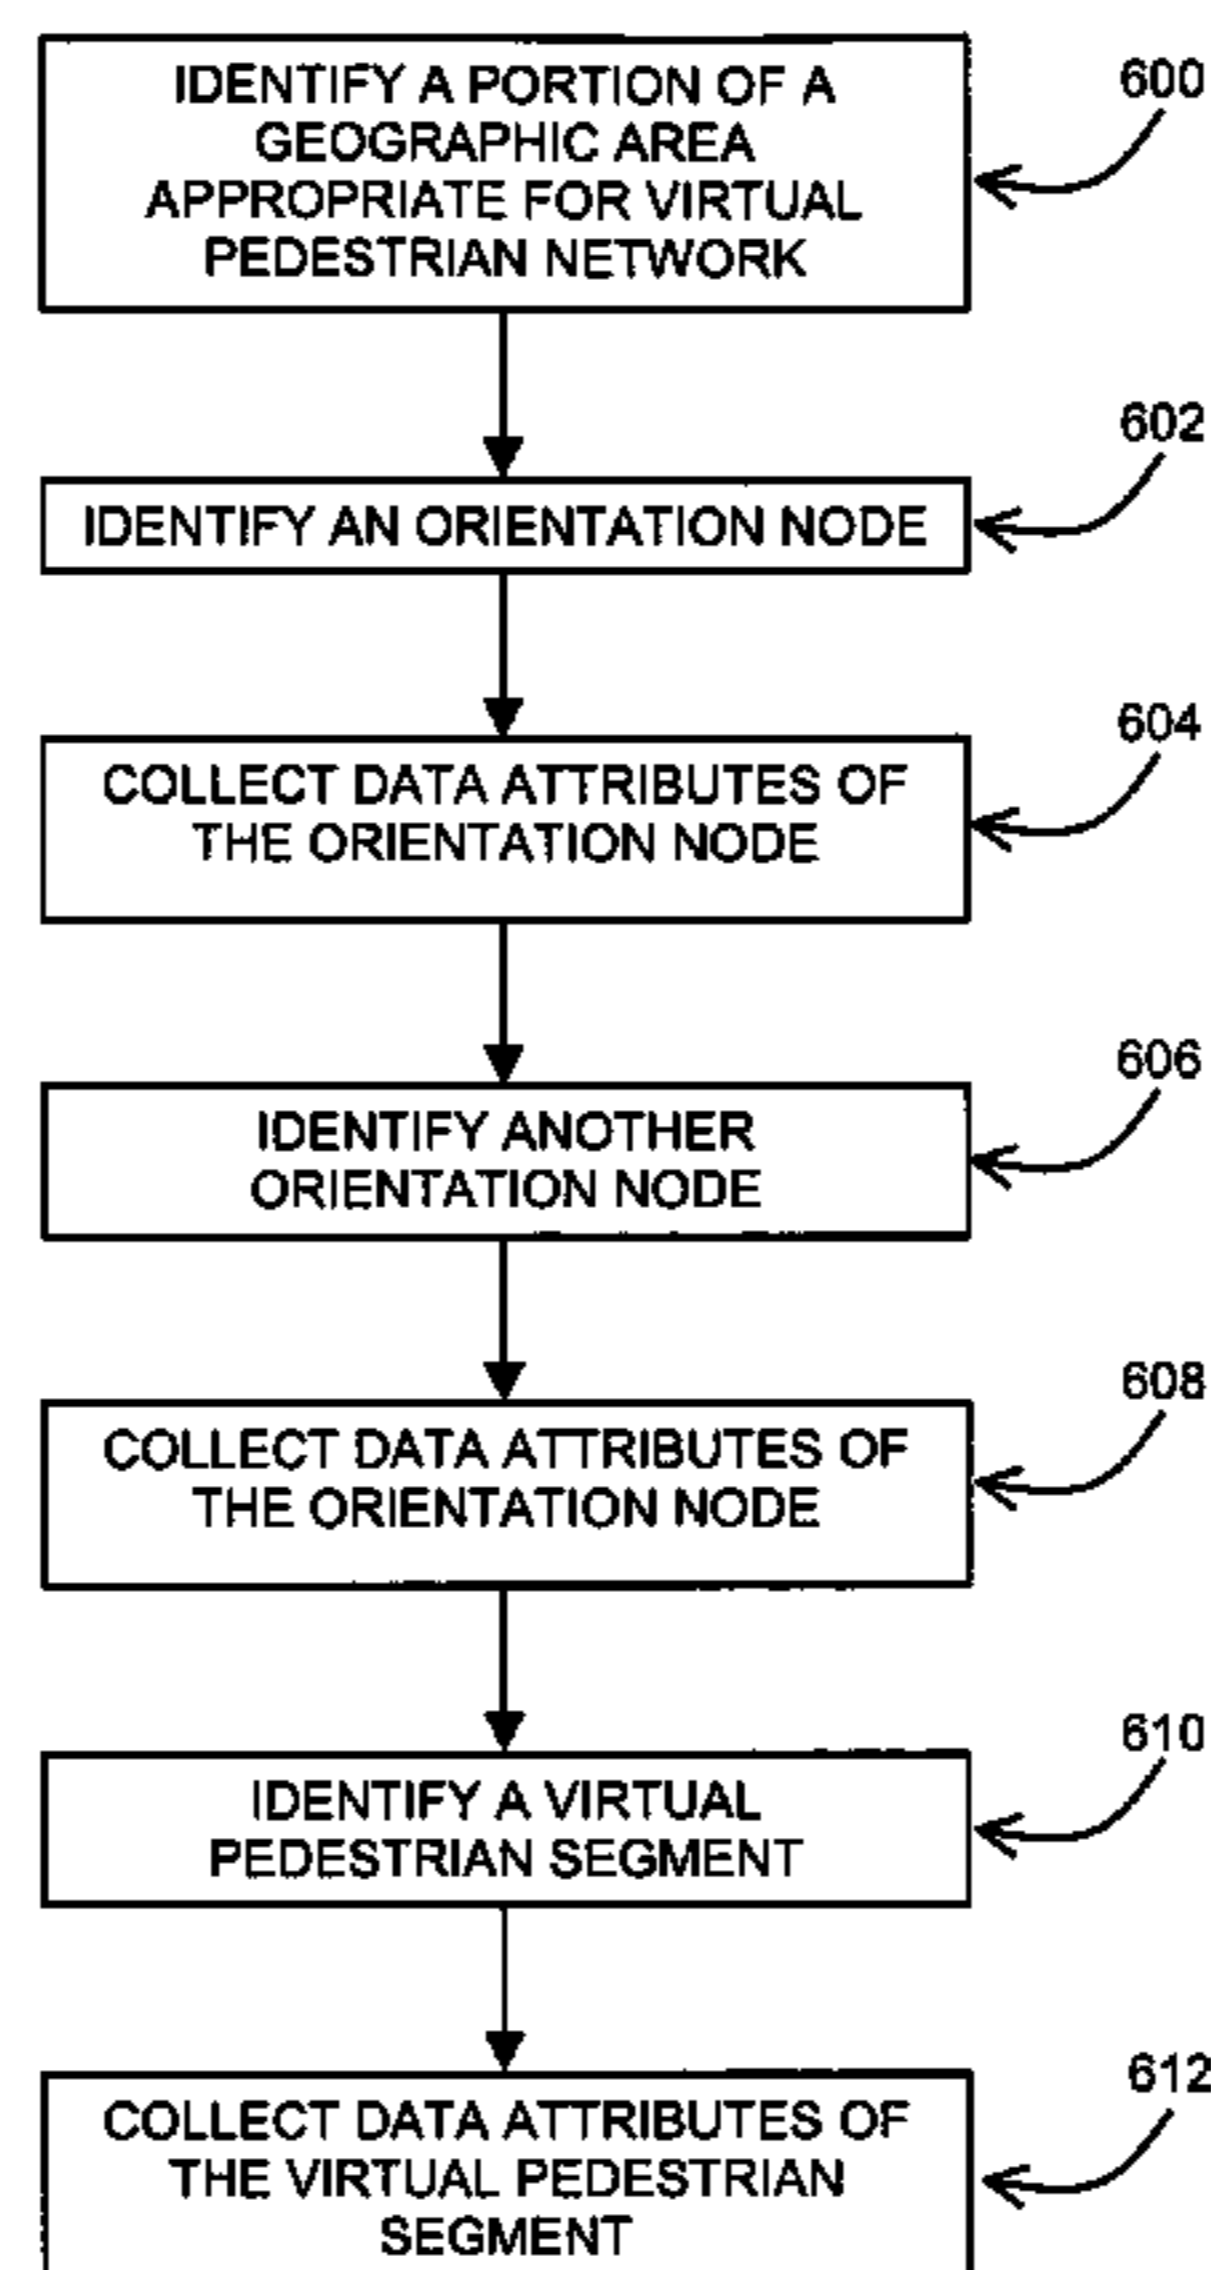 IDENTIFY A PORTION OF A
GEOGRAPHIC AREA
APPROPRIATE FOR VIRTUAL
PEDESTRIAN NETWORK
600
602
IDENTIFY AN ORIENTATION NODE
604
COLLECT DATA ATTRIBUTES OF
THE ORIENTATION NODE
606
IDENTIFY ANOTHER
ORIENTATION NODE
608
COLLECT DATA ATTRIBUTES OF
THE ORIENTATION NODE
610
IDENTIFY A VIRTUAL
PEDESTRIAN SEGMENT
612
COLLECT DATA ATTRIBUTES OF
THE VIRTUAL PEDESTRIAN
SEGMENT